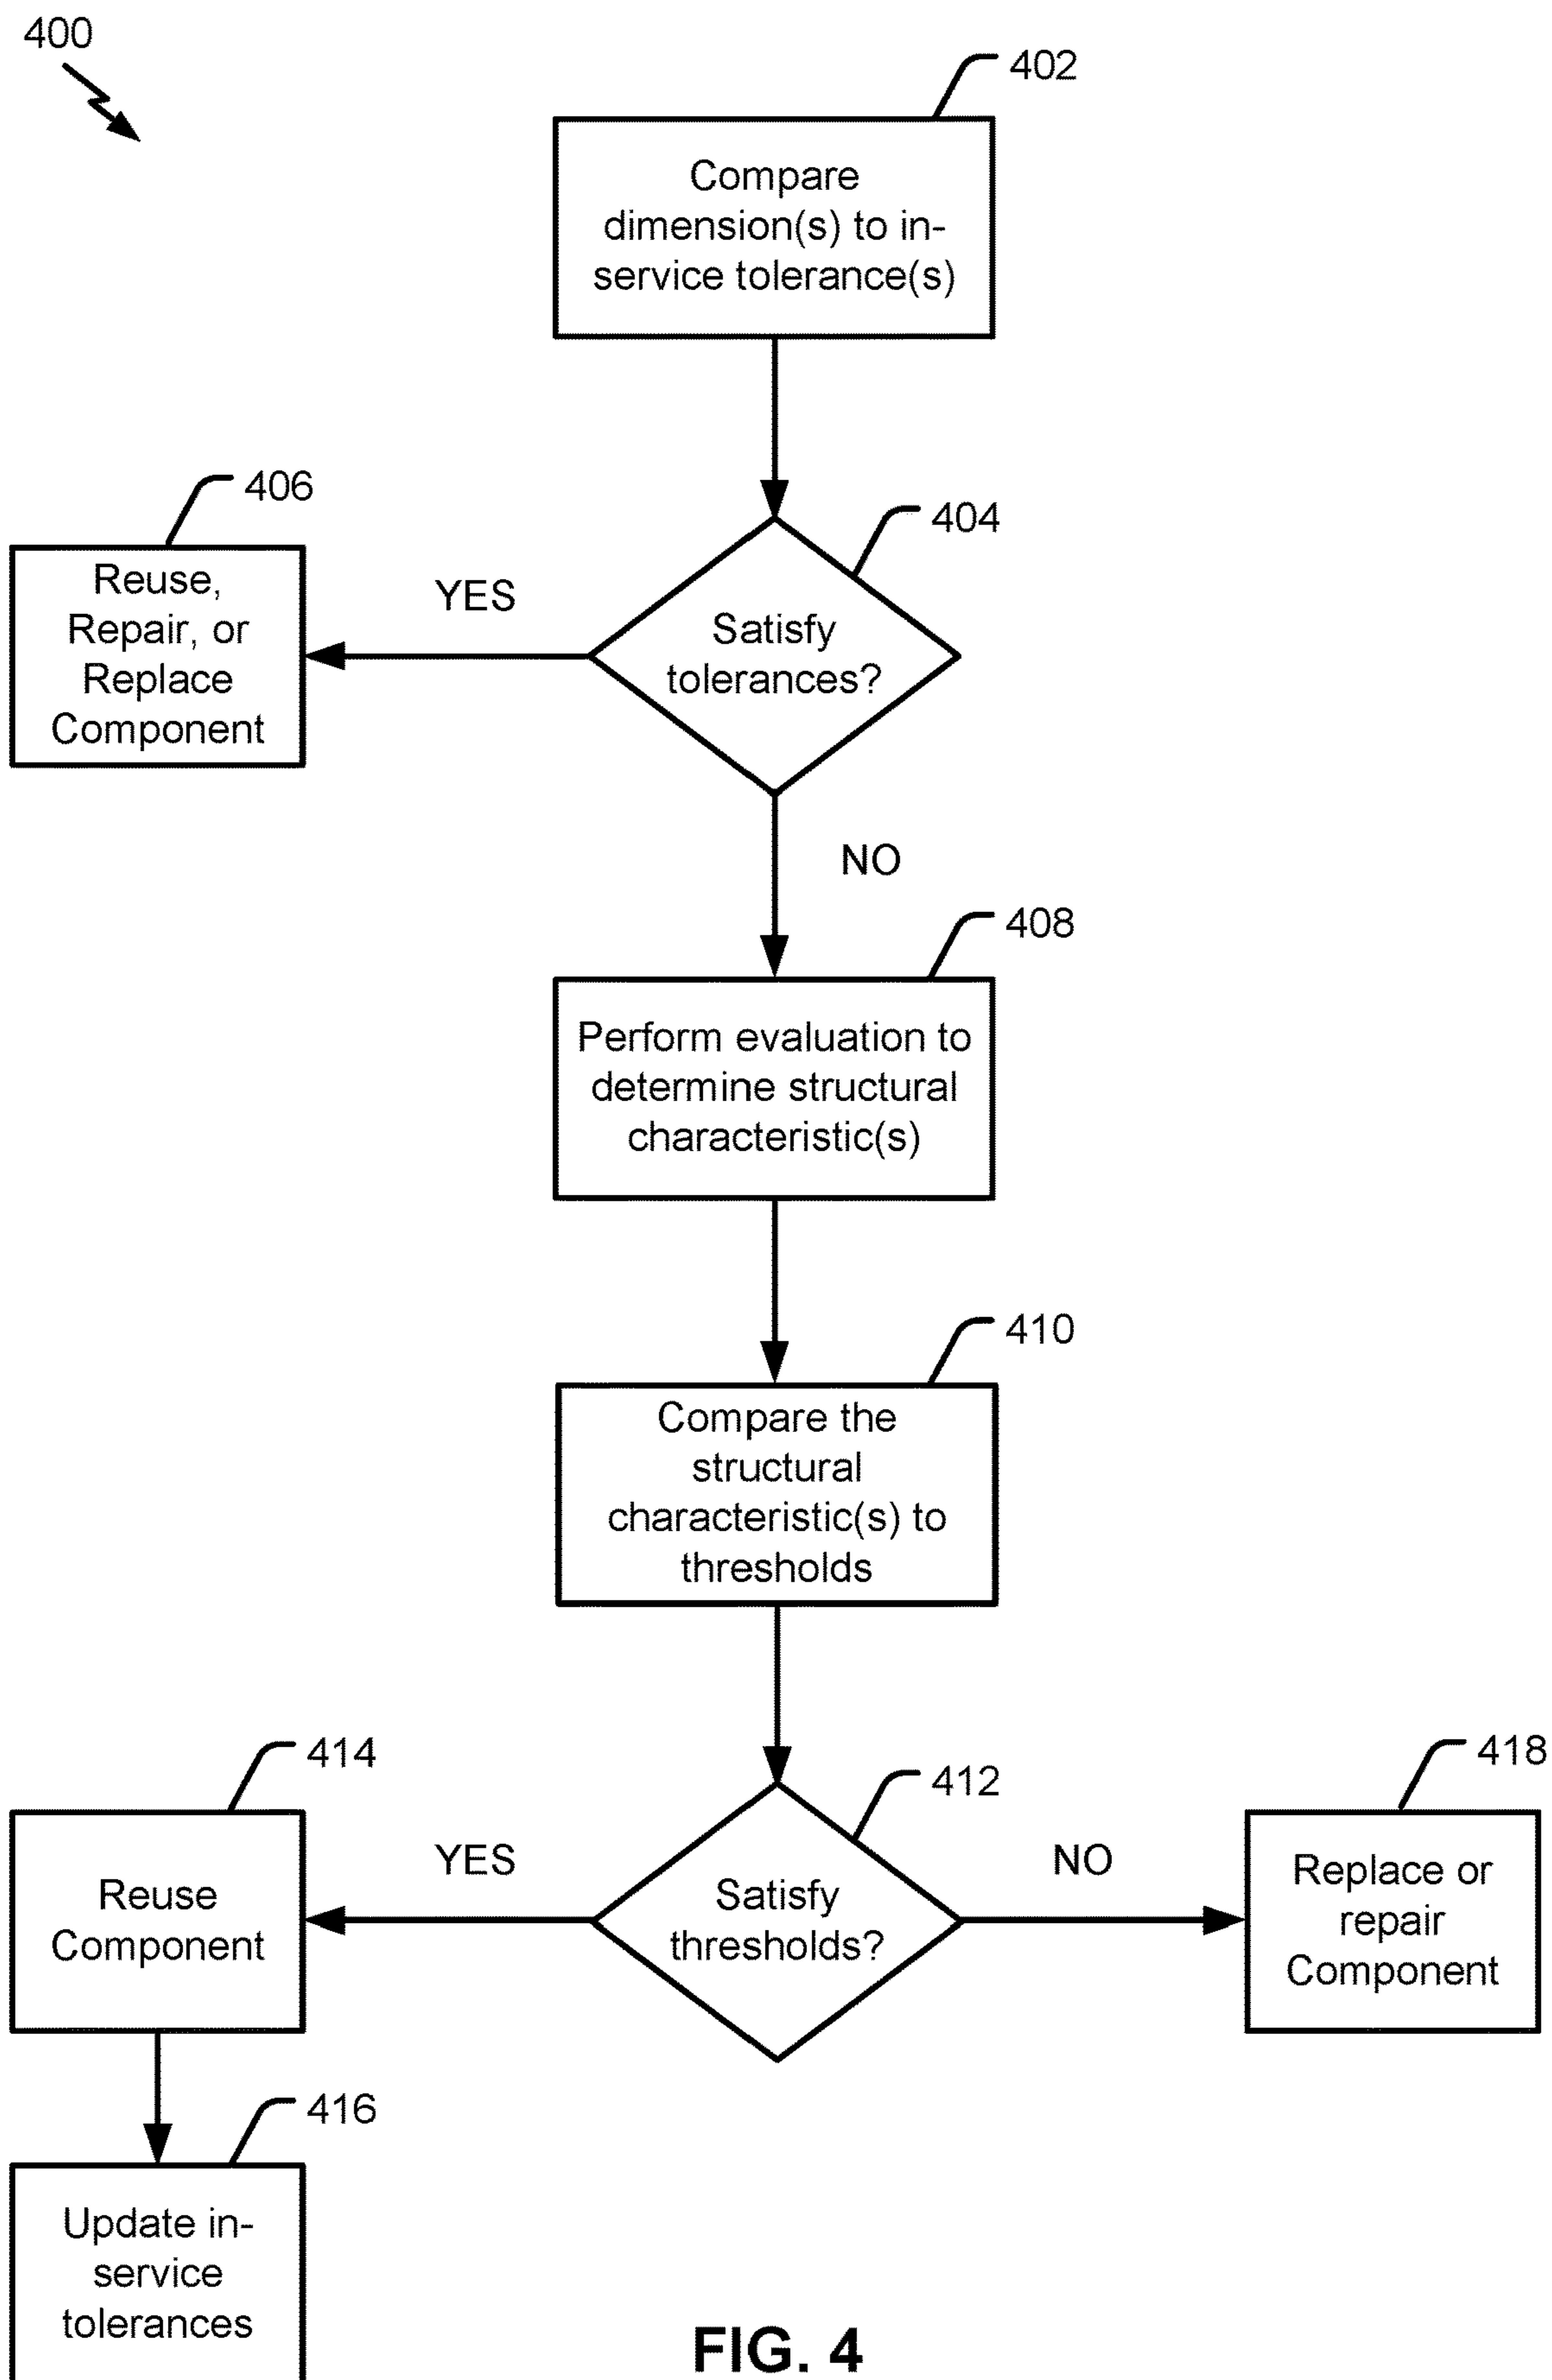 400
402
Compare
dimension(s) to in-
service tolerance(s)
406
404
Reuse,
Repair, or
Replace
Component
YES
Satisfy
tolerances?
NO
408
Perform evaluation to
determine structural
characteristic(s)
410
Compare the
structural
characteristic(s) to
thresholds
414
412
418
Reuse
Component
YES
Satisfy
thresholds?
NO
Replace or
repair
Component
416
Update in-
service
tolerances
FIG. 4